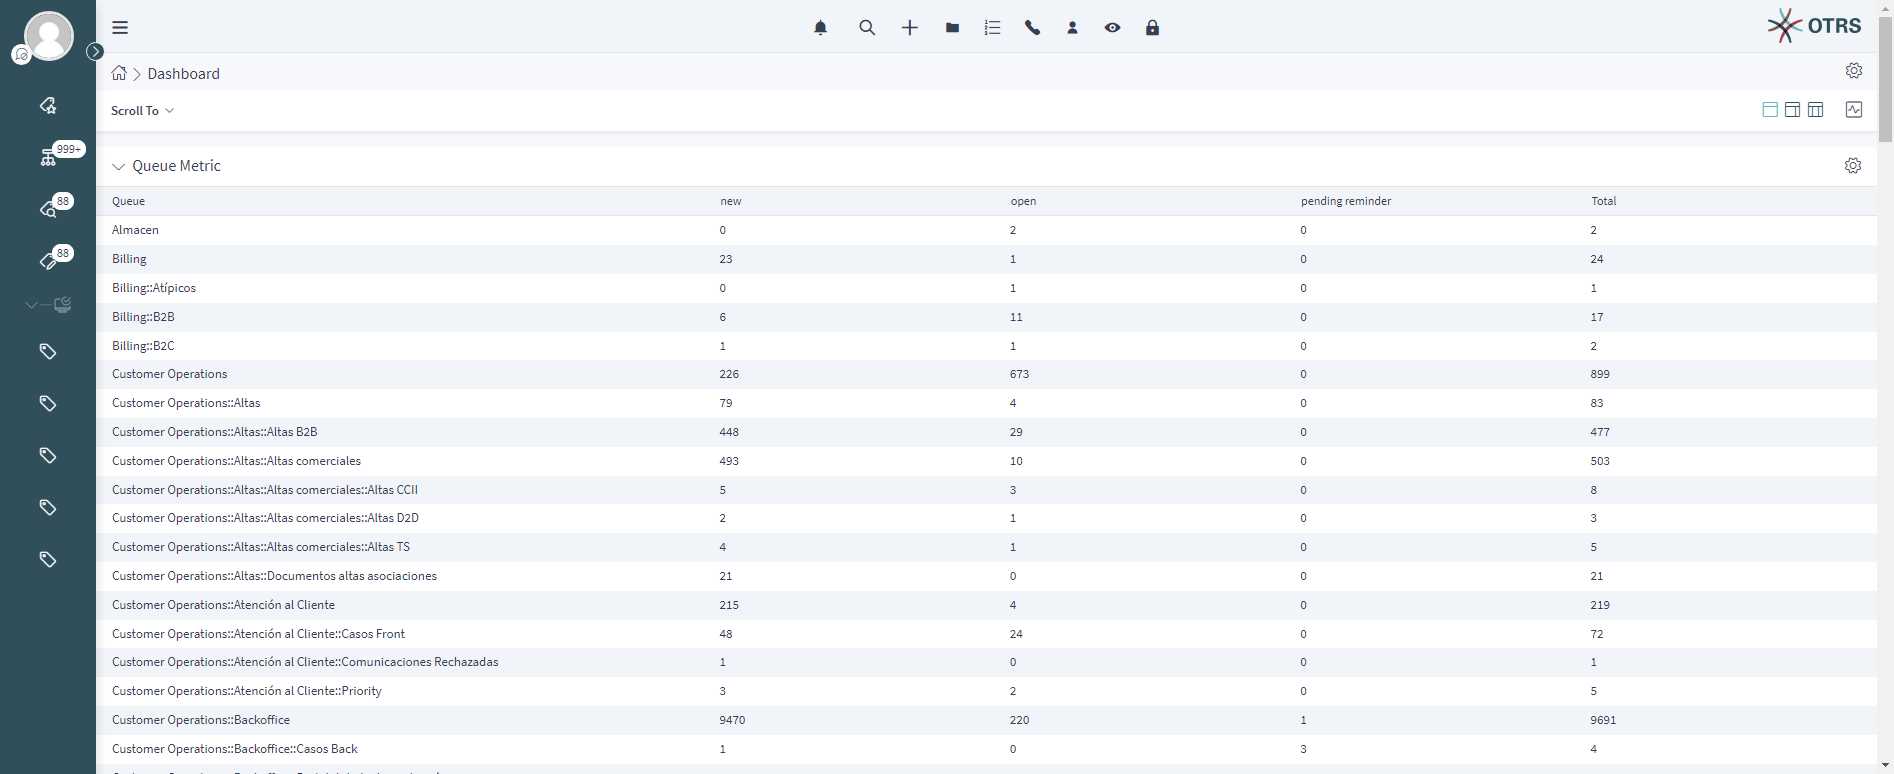 OTRS
Dashboard
Scroll To
999+
88
88
Queue Metric
Queue new open pending reminder Total
Almacen 0 2 0 2
Billing 23 1 0 24
Billing::Atípicos 0 1 0 1
Billing::B2B 6 11 0 17
Billing::B2C 1 1 0 2
Customer Operations 226 673 0 899
Customer Operations::Altas 79 4 0 83
Customer Operations::Altas::Altas B2B 448 29 0 477
Customer Operations::Altas::Altas comerciales 493 10 0 503
Customer Operations::Altas::Altas comerciales::Altas CCII 5 3 0 8
Customer Operations::Altas::Altas comerciales::Altas D2D 2 1 0 3
Customer Operations::Altas::Altas comerciales::Altas TS 4 1 0 5
Customer Operations::Altas::Documentos altas asociaciones 21 0 0 21
Customer Operations::Atención al Cliente 215 4 0 219
Customer Operations::Atención al Cliente::Casos Front 48 24 0 72
Customer Operations::Atención al Cliente::Comunicaciones Rechazadas 1 0 0 1
Customer Operations::Atención al Cliente::Priority 3 2 0 5
Customer Operations::Backoffice 9470 220 1 9691
Customer Operations::Backoffice::Casos Back 1 0 3 4